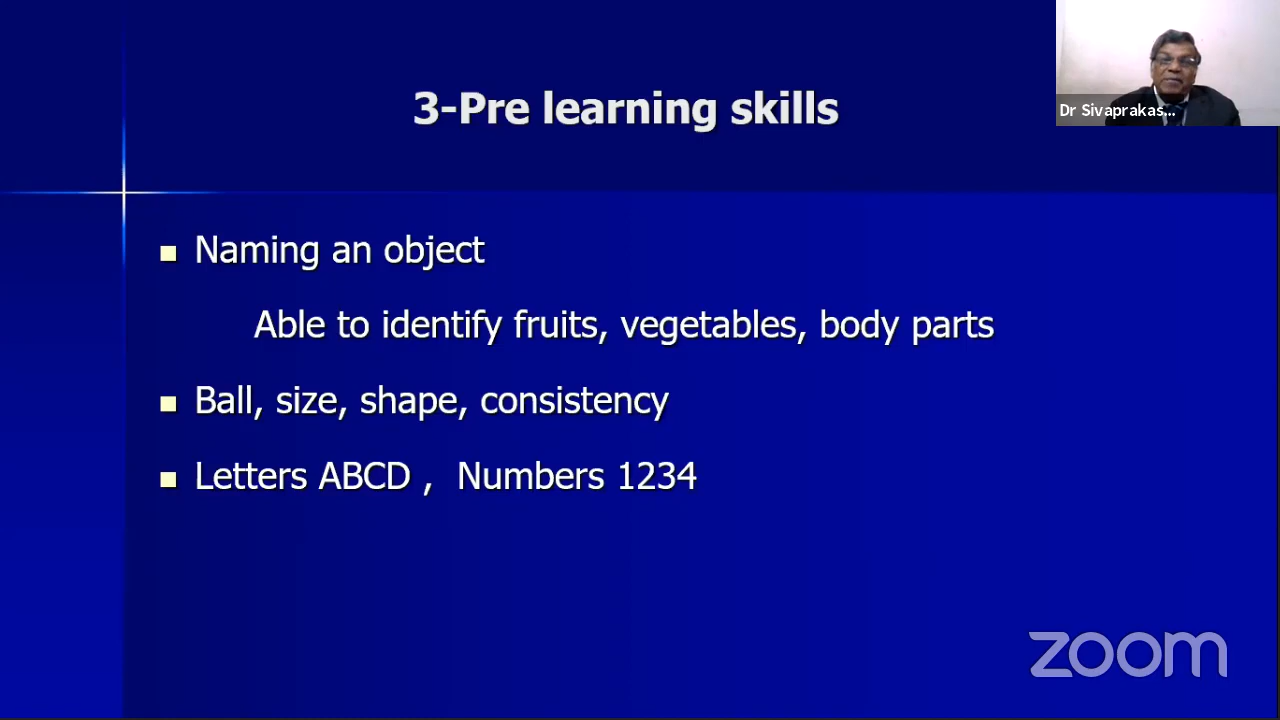 3-Pre learning skills
Dr Sivaprakas...
Naming an object
Able to identify fruits, vegetables, body parts
Ball, size, shape, consistency
Letters ABCD ,  Numbers 1234
zoom